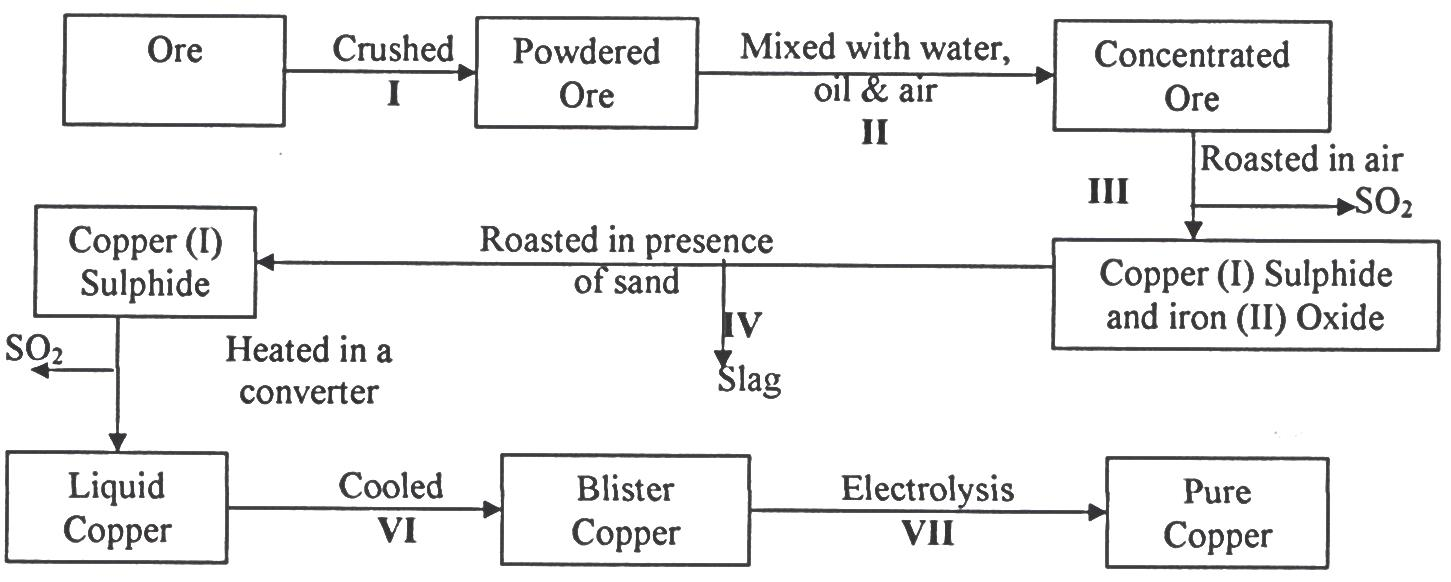 Ore
Crushed
I
Powdered
Ore
Mixed with water,
oil & air
II
Concentrated
Ore
Roasted in air
III
SO₂
Copper (I) Sulphide
and iron (II) Oxide
Roasted in presence
of sand
IV
Slag
Copper (I)
Sulphide
SO₂
Heated in a
converter
Liquid
Copper
Cooled
VI
Blister
Copper
Electrolysis
VII
Pure
Copper